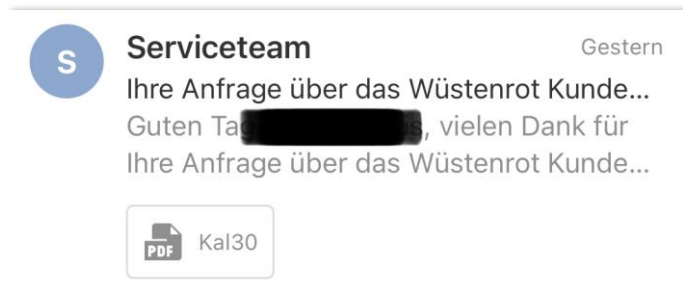 S
Serviceteam
Gestern
Ihre Anfrage über das Wüstenrot Kunde...
Guten , vielen Dank für
Ihre Anfrage über das Wüstenrot Kunde...
PDF
Kal30